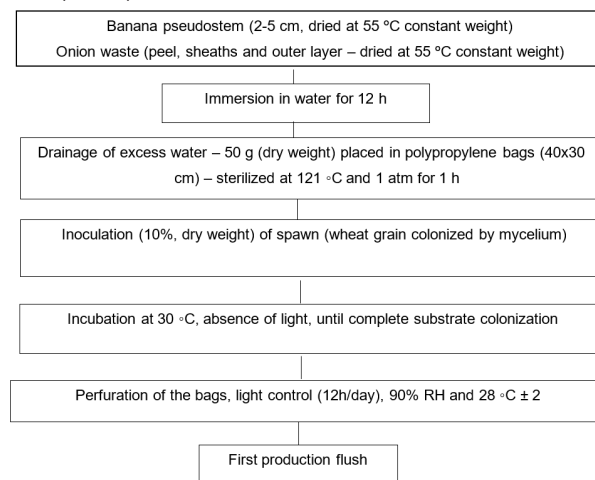 Banana pseudostem (2-5 cm, dried at 55 ºC constant weight)
Onion waste (peel, sheaths and outer layer – dried at 55 ºC constant weight)
Immersion in water for 12 h
Drainage of excess water – 50 g (dry weight) placed in polypropylene bags (40x30
cm) – sterilized at 121 ◦C and 1 atm for 1 h
Inoculation (10%, dry weight) of spawn (wheat grain colonized by mycelium)
Incubation at 30 ◦C, absence of light, until complete substrate colonization
Perfuration of the bags, light control (12h/day), 90% RH and 28 ◦C ± 2
First production flush